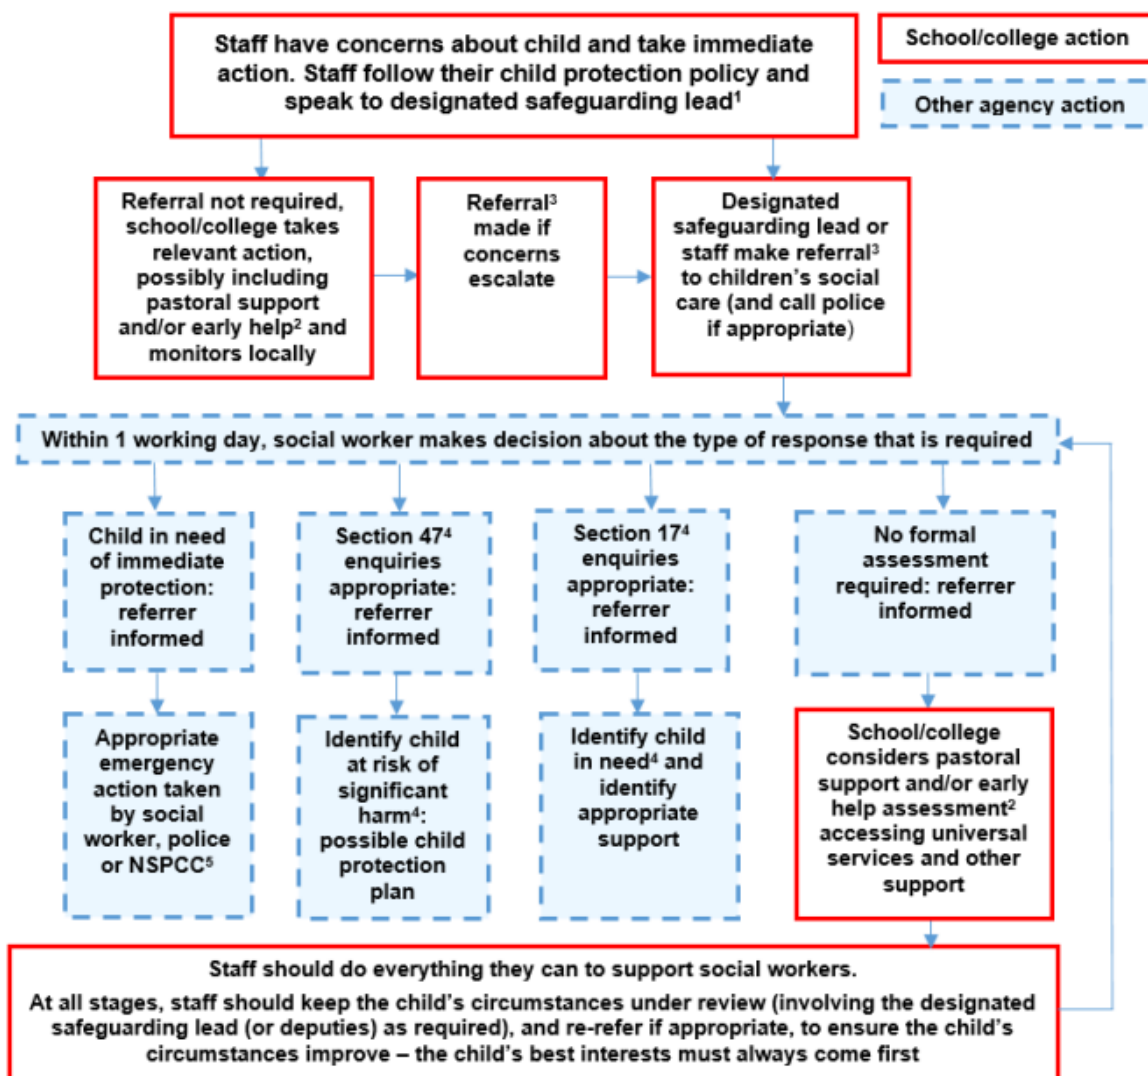 Staff have concerns about child and take immediate
action. Staff follow their child protection policy and
speak to designated safeguarding lead¹
School/college action
Other agency action
Referral not required,
school/college takes
relevant action,
possibly including
pastoral support
and/or early help² and
monitors locally
Referral³
made if
concerns
escalate
Designated
safeguarding lead or
staff make referral³
to children’s social
care (and call police
if appropriate)
Within 1 working day, social worker makes decision about the type of response that is required
Child in need
of immediate
protection:
referrer
informed
Section 47⁴
enquiries
appropriate:
referrer
informed
Section 17⁴
enquiries
appropriate:
referrer
informed
No formal
assessment
required: referrer
informed
Appropriate
emergency
action taken
by social
worker, police
or NSPCC⁵
Identify child
at risk of
significant
harm⁴:
possible child
protection
plan
Identify child
in need⁴ and
identify
appropriate
support
School/college
considers pastoral
support and/or early
help assessment²
accessing universal
services and other
support
Staff should do everything they can to support social workers.
At all stages, staff should keep the child’s circumstances under review (involving the designated
safeguarding lead (or deputies) as required), and re-refer if appropriate, to ensure the child’s
circumstances improve – the child’s best interests must always come first